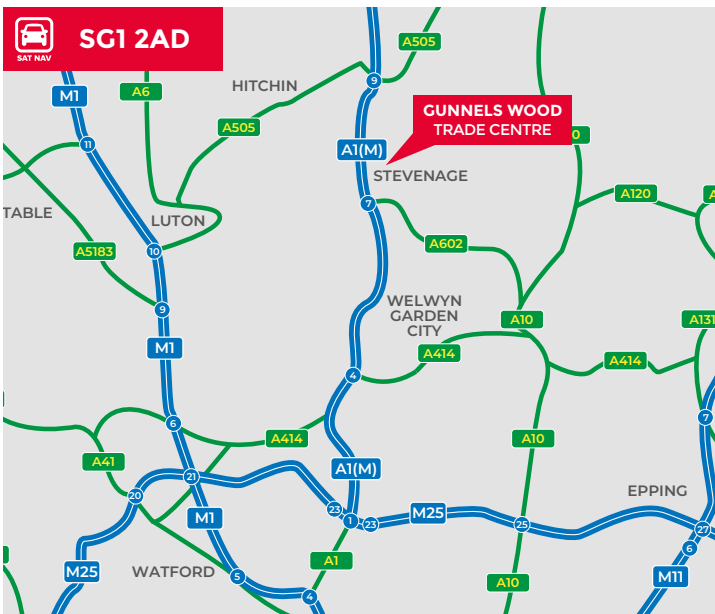 SAT NAV
SG1 2AD
A505
9
HITCHIN
M1
A6
A505
GUNNELS WOOD
TRADE CENTRE
0
11
A1(M)
STEVENAGE
7
A120
A
TABLE
LUTON
A5183
10
A602
9
WELWYN
GARDEN
CITY
A10
A131
M1
A414
A414
4
6
7
A41
A414
A10
A1(M)
21
20
EPPING
M1
23
1
23
M25
25
27
6
M25
WATFORD
5
A1
4
A10
M11